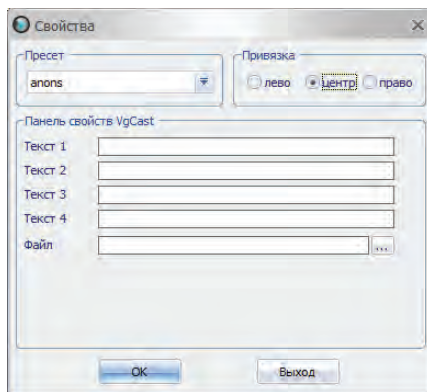 Свойства
Пресет
anons
Привязка
лево центр право
Панель свойств VgCast
Текст 1
Текст 2
Текст 3
Текст 4
Файл ...
OK Выход